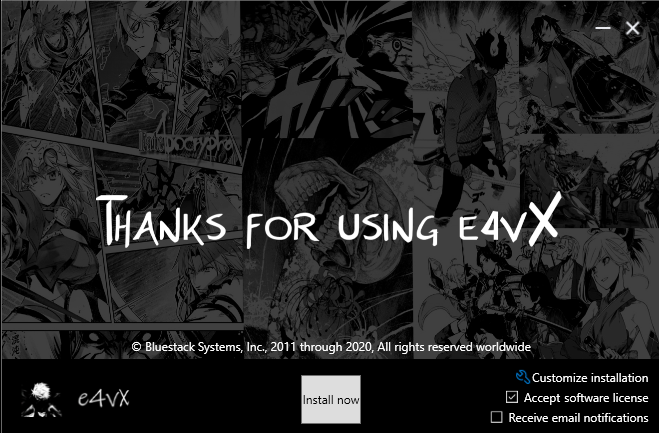 Apocrypha
THANKS FOR USING E4VX
© Bluestack Systems, Inc., 2011 through 2020, All rights reserved worldwide
e4vX
Install now
Customize installation
Accept software license
Receive email notifications